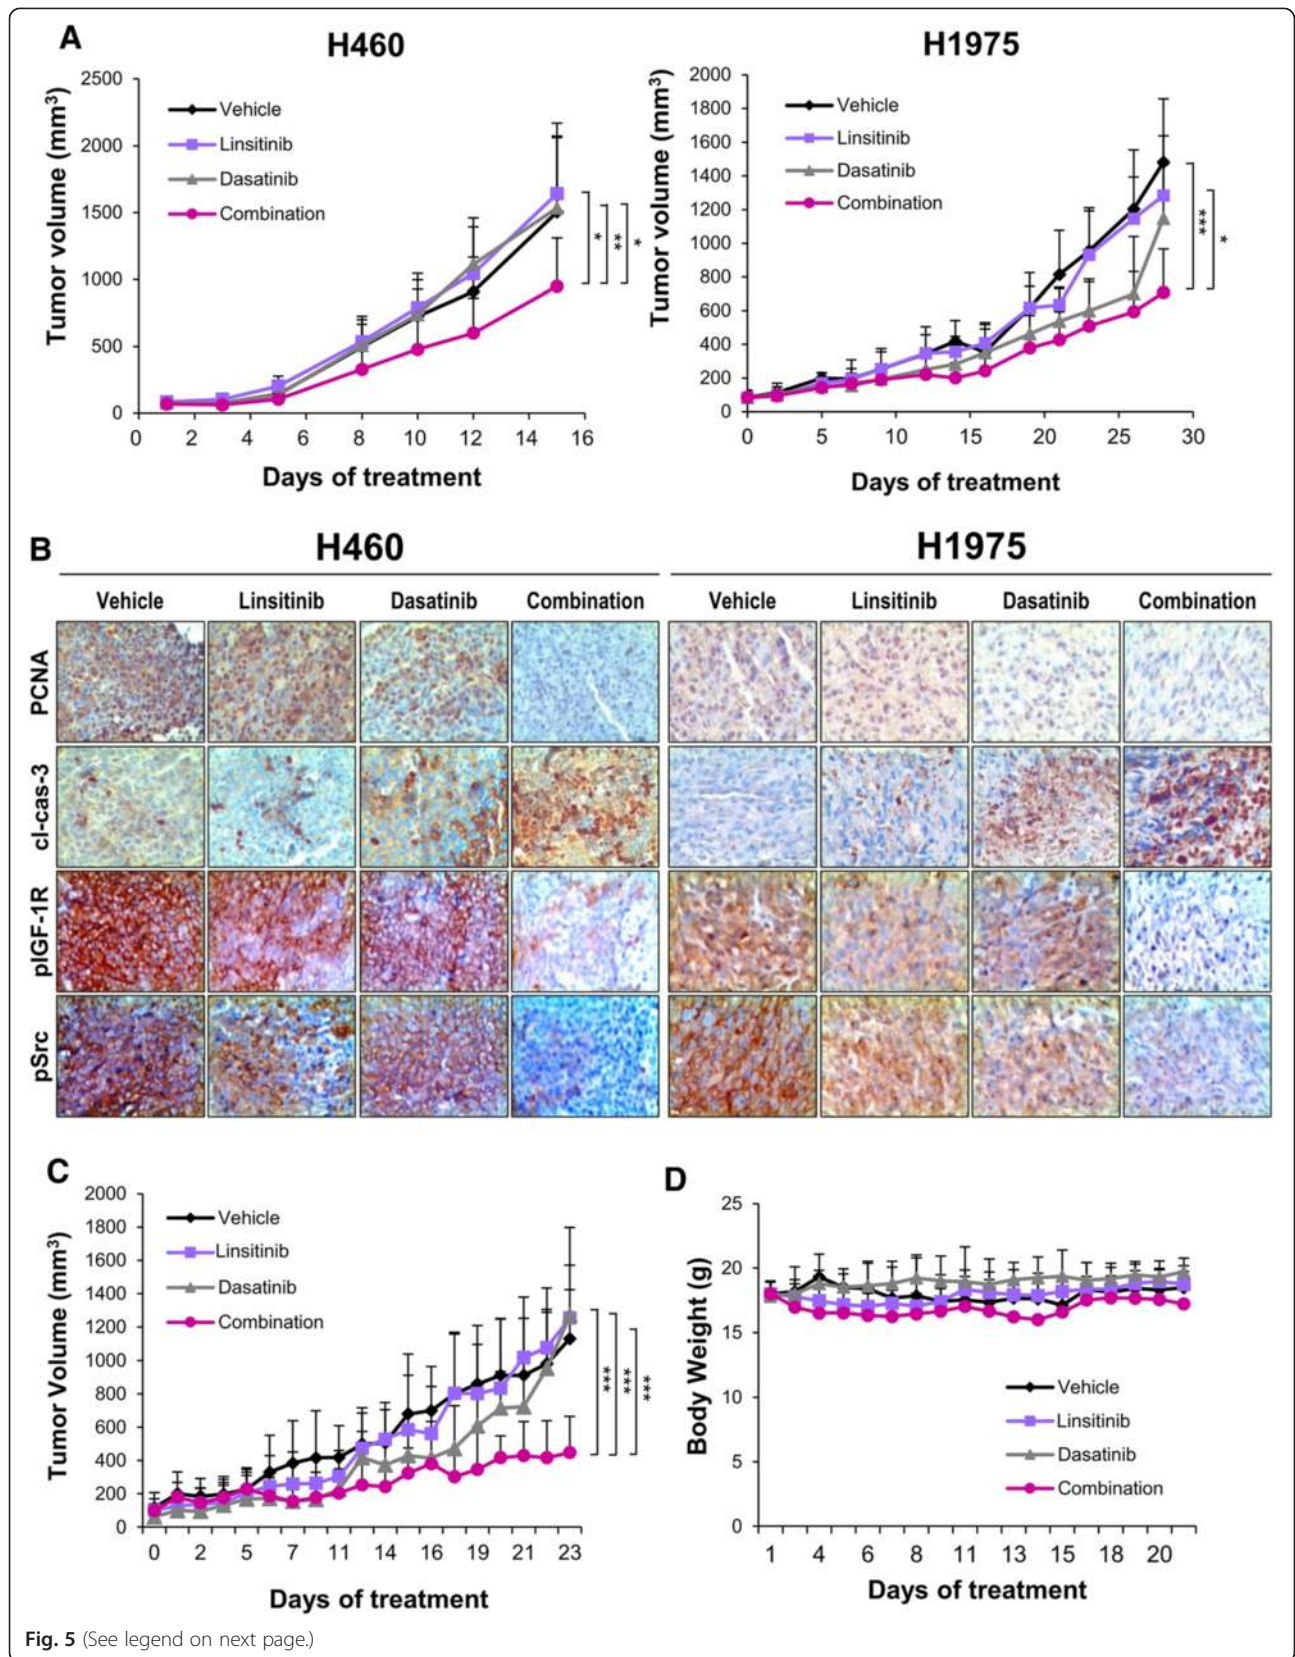 A
H460
H1975
Tumor volume (mm3)
2500
2000
1500
1000
500
0
Vehicle
Linsitinib
Dasatinib
Combination
* ** *
0 2 4 6 8 10 12 14 16
Days of treatment
Tumor volume (mm3)
2000
1800
1600
1400
1200
1000
800
600
400
200
0
Vehicle
Linsitinib
Dasatinib
Combination
*** *
0 5 10 15 20 25 30
Days of treatment
B
H460
H1975
Vehicle Linsitinib Dasatinib Combination Vehicle Linsitinib Dasatinib Combination
PCNA
cl-cas-3
pIGF-1R
pSrc
C
Tumor Volume (mm3)
2000
1800
1600
1400
1200
1000
800
600
400
200
0
Vehicle
Linsitinib
Dasatinib
Combination
*** *** ***
0 2 5 7 11 14 16 19 21 23
Days of treatment
D
Body Weight (g)
25
20
15
10
5
0
Vehicle
Linsitinib
Dasatinib
Combination
1 4 6 8 11 13 15 18 20
Days of treatment
Fig. 5 (See legend on next page.)